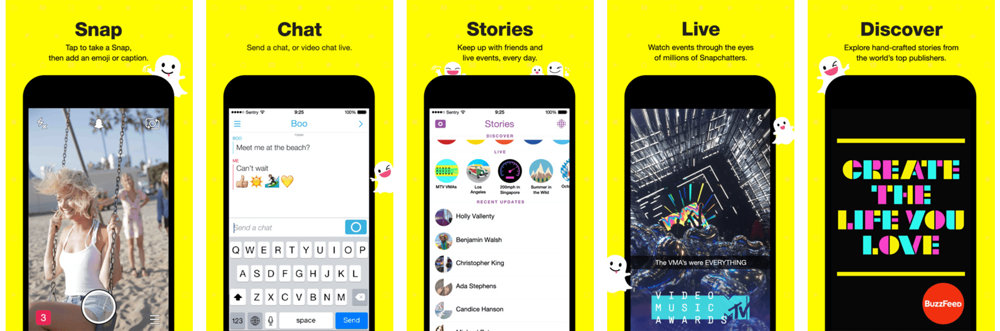 Snap
Tap to take a Snap,
then add an emoji or caption.
3
Chat
Send a chat, or video chat live.
Sentry 9:25 100%
Boo
TODAY
BOO
Meet me at the beach?
ME
Can't wait
Send a chat
Q W E R T Y U I O P
A S D F G H J K L
Z X C V B N M
123 space Send
Stories
Keep up with friends and
live events, every day.
Sentry 9:25 100%
Stories
DISCOVER
LIVE
MTV VMAs
Los
Angeles
200mph in
Singapore
Summer in
the Wild
RECENT UPDATES
Holly Vallenty
Benjamin Walsh
Christopher King
Ada Stephens
Candice Hanson
Live
Watch events through the eyes
of millions of Snapchatters.
The VMA's were EVERYTHING
VIDEO
MUSIC
AWARDS
MTV
Discover
Explore hand-crafted stories from
the world's top publishers.
CREATE
THE
LIFE YOU
LOVE
BuzzFeed